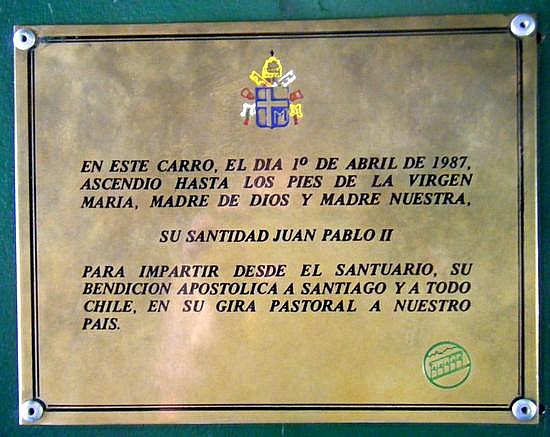 EN ESTE CARRO, EL DIA 1º DE ABRIL DE 1987,
ASCENDIO HASTA LOS PIES DE LA VIRGEN
MARIA, MADRE DE DIOS Y MADRE NUESTRA,
SU SANTIDAD JUAN PABLO II
PARA IMPARTIR DESDE EL SANTUARIO, SU
BENDICION APOSTOLICA A SANTIAGO Y A TODO
CHILE, EN SU GIRA PASTORAL A NUESTRO
PAIS.